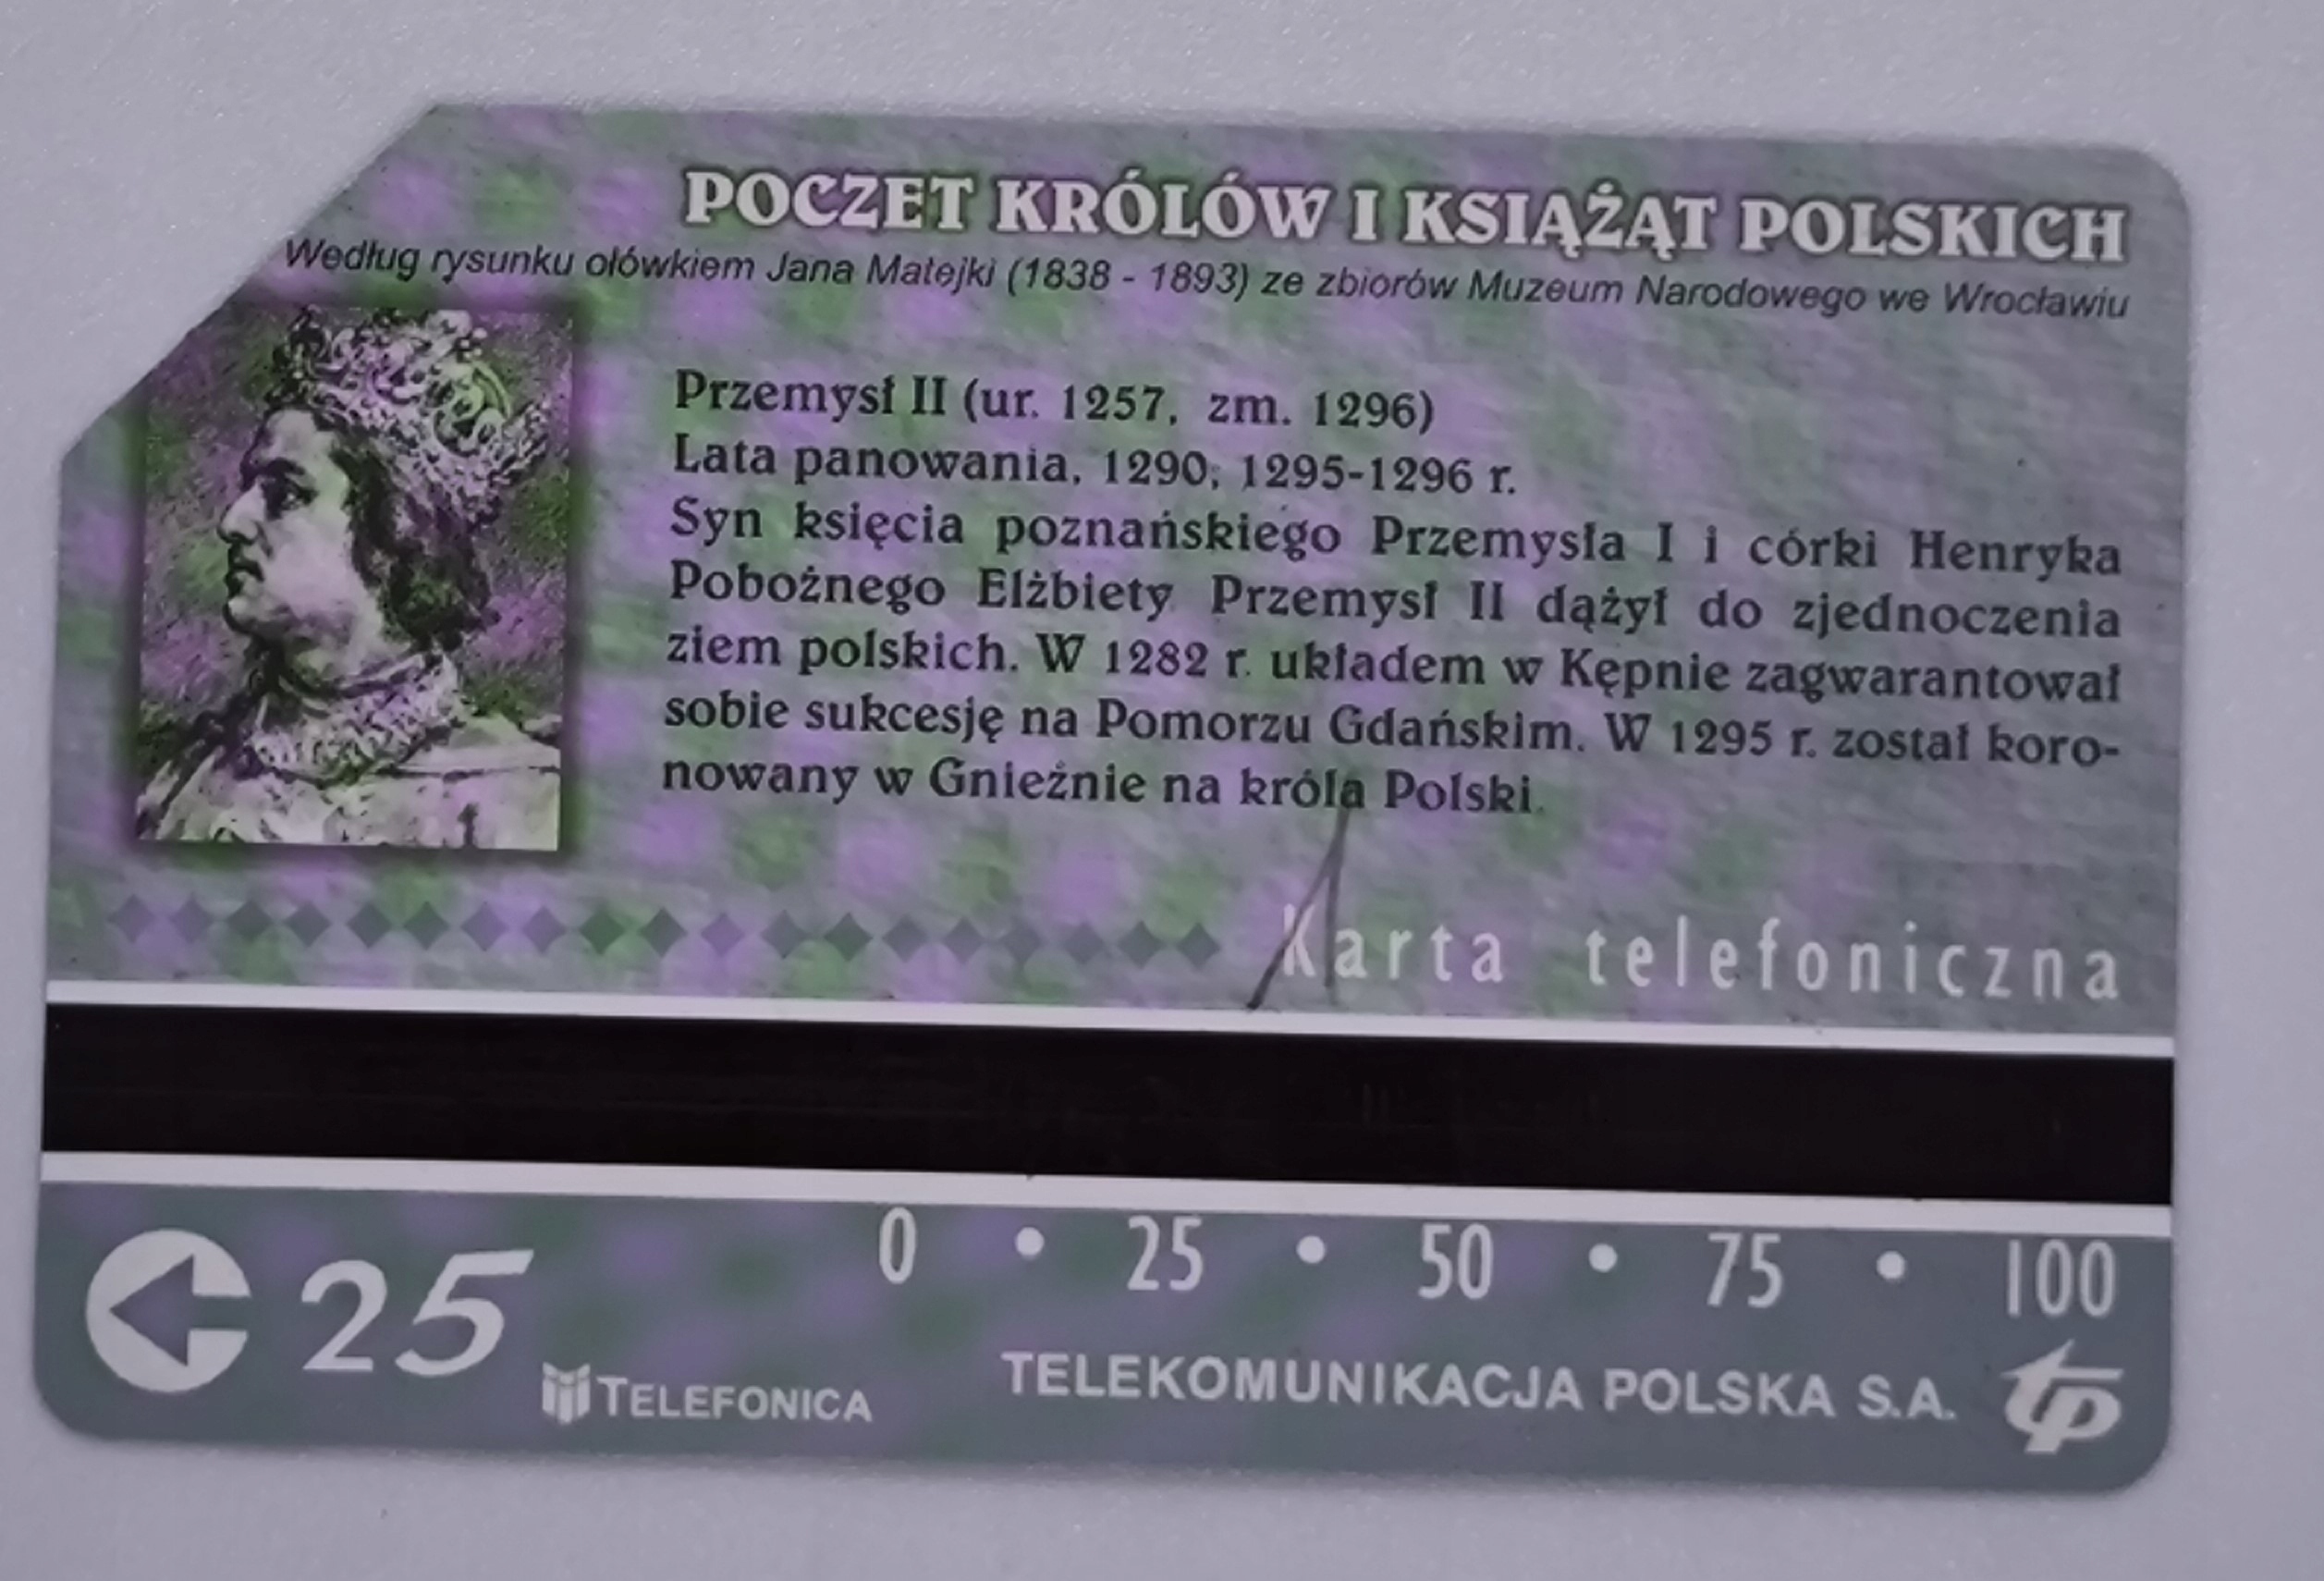 POCZET KRÓLÓW I KSIĄŻĄT POLSKICH
Według rysunku ołówkiem Jana Matejki (1838 - 1893) ze zbiorów Muzeum Narodowego we Wrocławiu
Przemysł II (ur. 1257, zm. 1296)
Lata panowania, 1290; 1295-1296 r.
Syn księcia poznańskiego Przemysła I i córki Henryka
Pobożnego Elżbiety Przemysł II dążył do zjednoczenia
ziem polskich. W 1282 r. układem w Kępnie zagwarantował
sobie sukcesję na Pomorzu Gdańskim. W 1295 r. został koro-
nowany w Gnieźnie na króla Polski.
Karta telefoniczna
0 • 25 • 50 • 75 • 100
25
TELEFONICA
TELEKOMUNIKACJA POLSKA S.A. tp